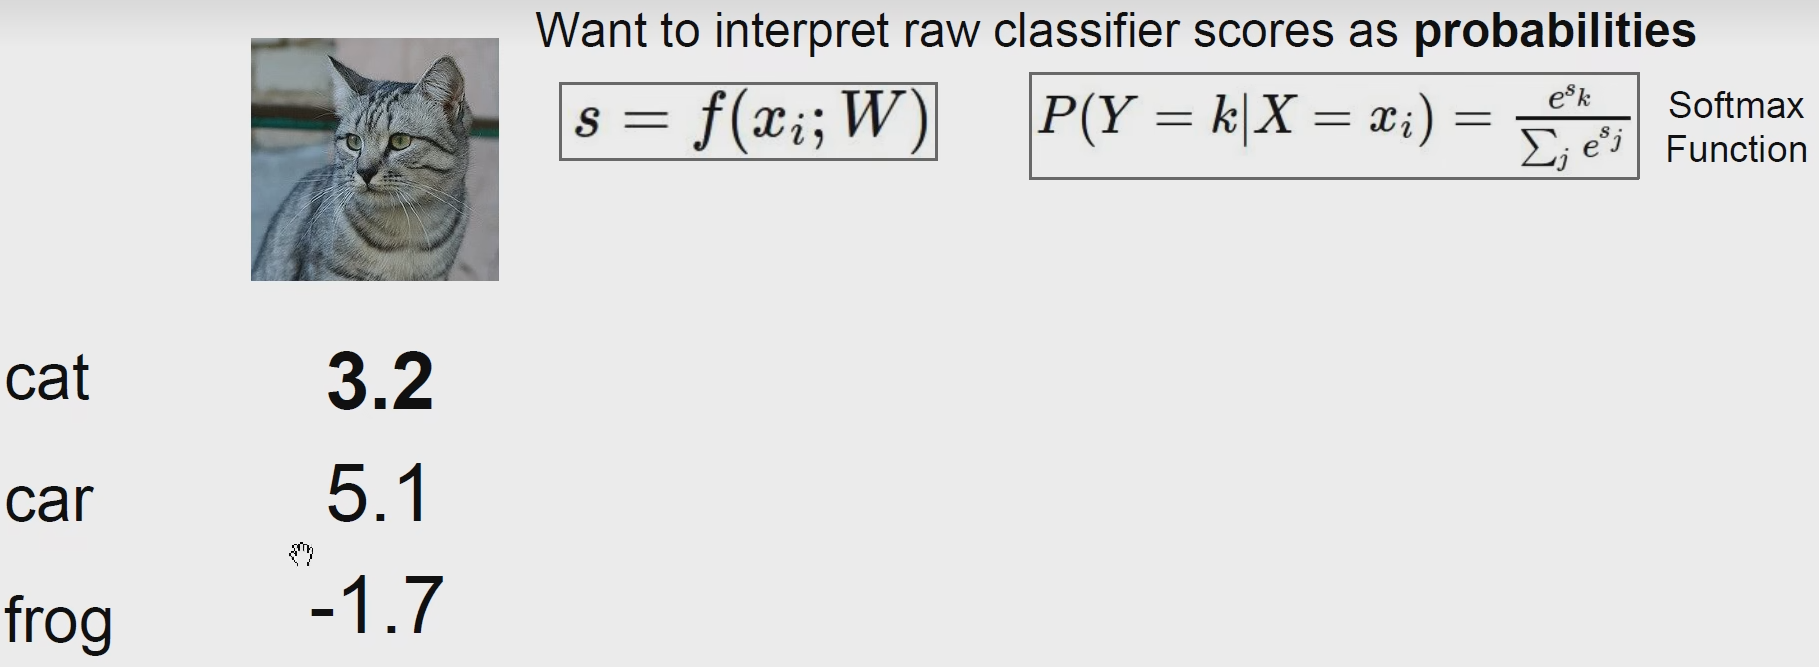 Want to interpret raw classifier scores as probabilities
s = f(x_i; W)
P(Y = k|X = x_i) = e^{s_k} / ∑_j e^{s_j}
Softmax
Function
cat 3.2
car 5.1
frog -1.7